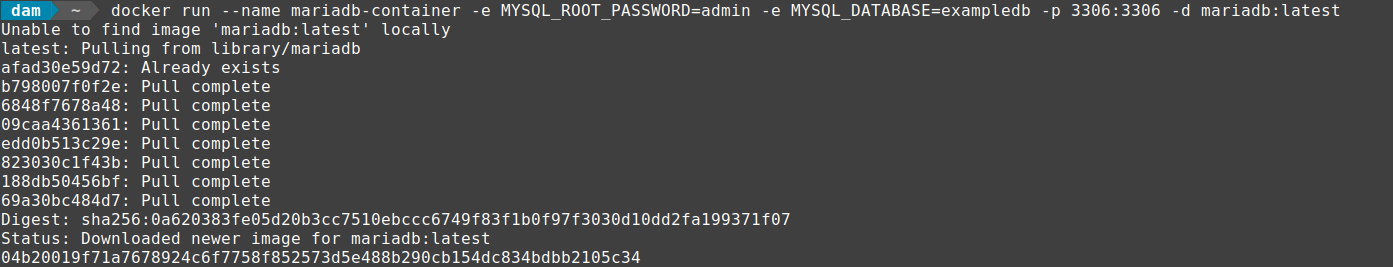 dam ~ docker run --name mariadb-container -e MYSQL_ROOT_PASSWORD=admin -e MYSQL_DATABASE=exampledb -p 3306:3306 -d mariadb:latest
Unable to find image 'mariadb:latest' locally
latest: Pulling from library/mariadb
afad30e59d72: Already exists
b798007f0f2e: Pull complete
6848f7678a48: Pull complete
09caa4361361: Pull complete
edd0b513c29e: Pull complete
823030c1f43b: Pull complete
188db50456bf: Pull complete
69a30bc484d7: Pull complete
Digest: sha256:0a620383fe05d20b3cc7510ebccc6749f83f1b0f97f3030d10dd2fa199371f07
Status: Downloaded newer image for mariadb:latest
04b20019f71a7678924c6f7758f852573d5e488b290cb154dc834bdbb2105c34